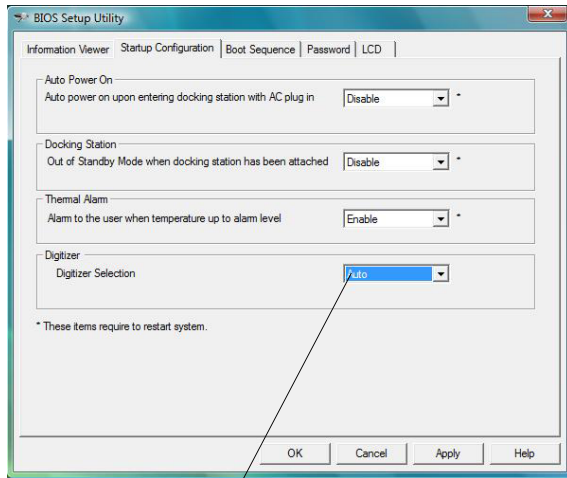 BIOS Setup Utility
Information Viewer Startup Configuration Boot Sequence Password LCD
Auto Power On
Auto power on upon entering docking station with AC plug in Disable *
Docking Station
Out of Standby Mode when docking station has been attached Disable *
Thermal Alarm
Alarm to the user when temperature up to alarm level Enable *
Digitizer
Digitizer Selection Auto
* These items require to restart system.
OK Cancel Apply Help